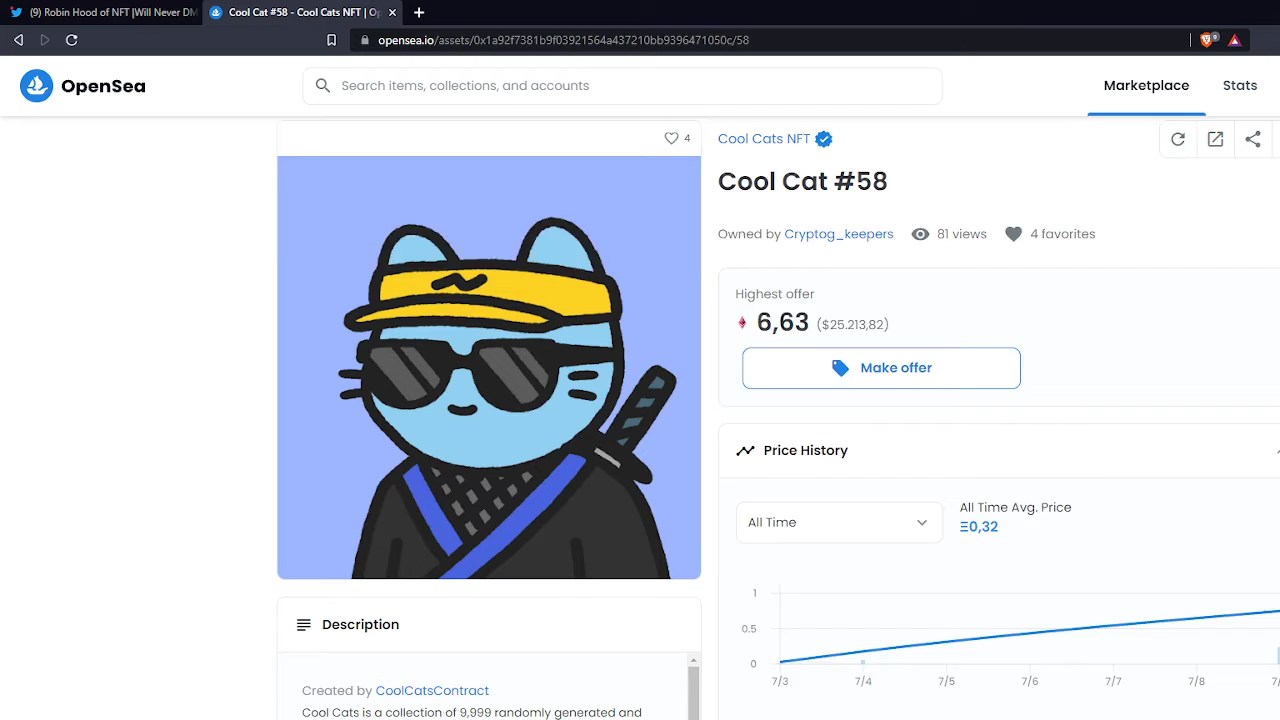 (9) Robin Hood of NFT |Will Never DM
Cool Cat #58 - Cool Cats NFT | Op
opensea.io/assets/0x1a92f7381b9f03921564a437210bb9396471050c/58
9
OpenSea
Search items, collections, and accounts
Marketplace
Stats
4
Cool Cats NFT
Cool Cat #58
Owned by Cryptog_keepers
81 views
4 favorites
Highest offer
6,63 ($25.213,82)
Make offer
Price History
All Time
All Time Avg. Price
Ξ0,32
1
0.5
0
7/3
7/4
7/5
7/6
7/7
7/8
7/
Description
Created by CoolCatsContract
Cool Cats is a collection of 9,999 randomly generated and